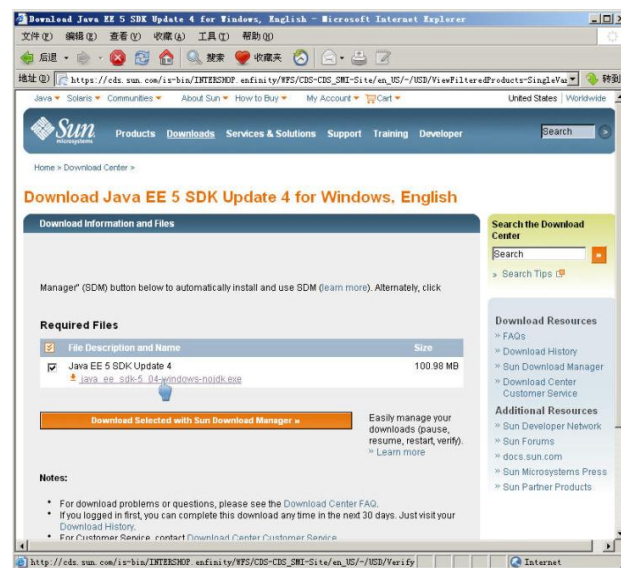 Download Java EE 5 SDK Update 4 for Windows, English - Microsoft Internet Explorer
文件(F) 编辑(E) 查看(V) 收藏(A) 工具(T) 帮助(H)
后退 搜索 收藏夹
地址(D) https://cds.sun.com/is-bin/INTERSHOP.enfinity/WFS/CDS-CDS_SMI-Site/en_US/-/USD/ViewFilteredProducts-SingleVar 转到
Java Solaris Communities About Sun How to Buy My Account Cart United States | Worldwide
Sun microsystems Products Downloads Services & Solutions Support Training Developer Search
Home > Download Center >
Download Java EE 5 SDK Update 4 for Windows, English
Download Information and Files
Manager" (SDM) button below to automatically install and use SDM (learn more). Alternately, click
Required Files
File Description and Name Size
Java EE 5 SDK Update 4 100.98 MB
java_ee_sdk-5_04-windows-nojdk.exe
Download Selected with Sun Download Manager »
Easily manage your
downloads (pause,
resume, restart, verify).
» Learn more
Notes:
• For download problems or questions, please see the Download Center FAQ.
• If you logged in first, you can complete this download any time in the next 30 days. Just visit your
Download History.
• For Customer Service, contact Download Center Customer Service
Search the Download
Center
Search
» Search Tips
Download Resources
» FAQs
» Download History
» Sun Download Manager
» Download Center
Customer Service
Additional Resources
» Sun Developer Network
» Sun Forums
» docs.sun.com
» Sun Microsystems Press
» Sun Partner Products
http://cds.sun.com/is-bin/INTERSHOP.enfinity/WFS/CDS-CDS_SMI-Site/en_US/-/USD/Verify Internet